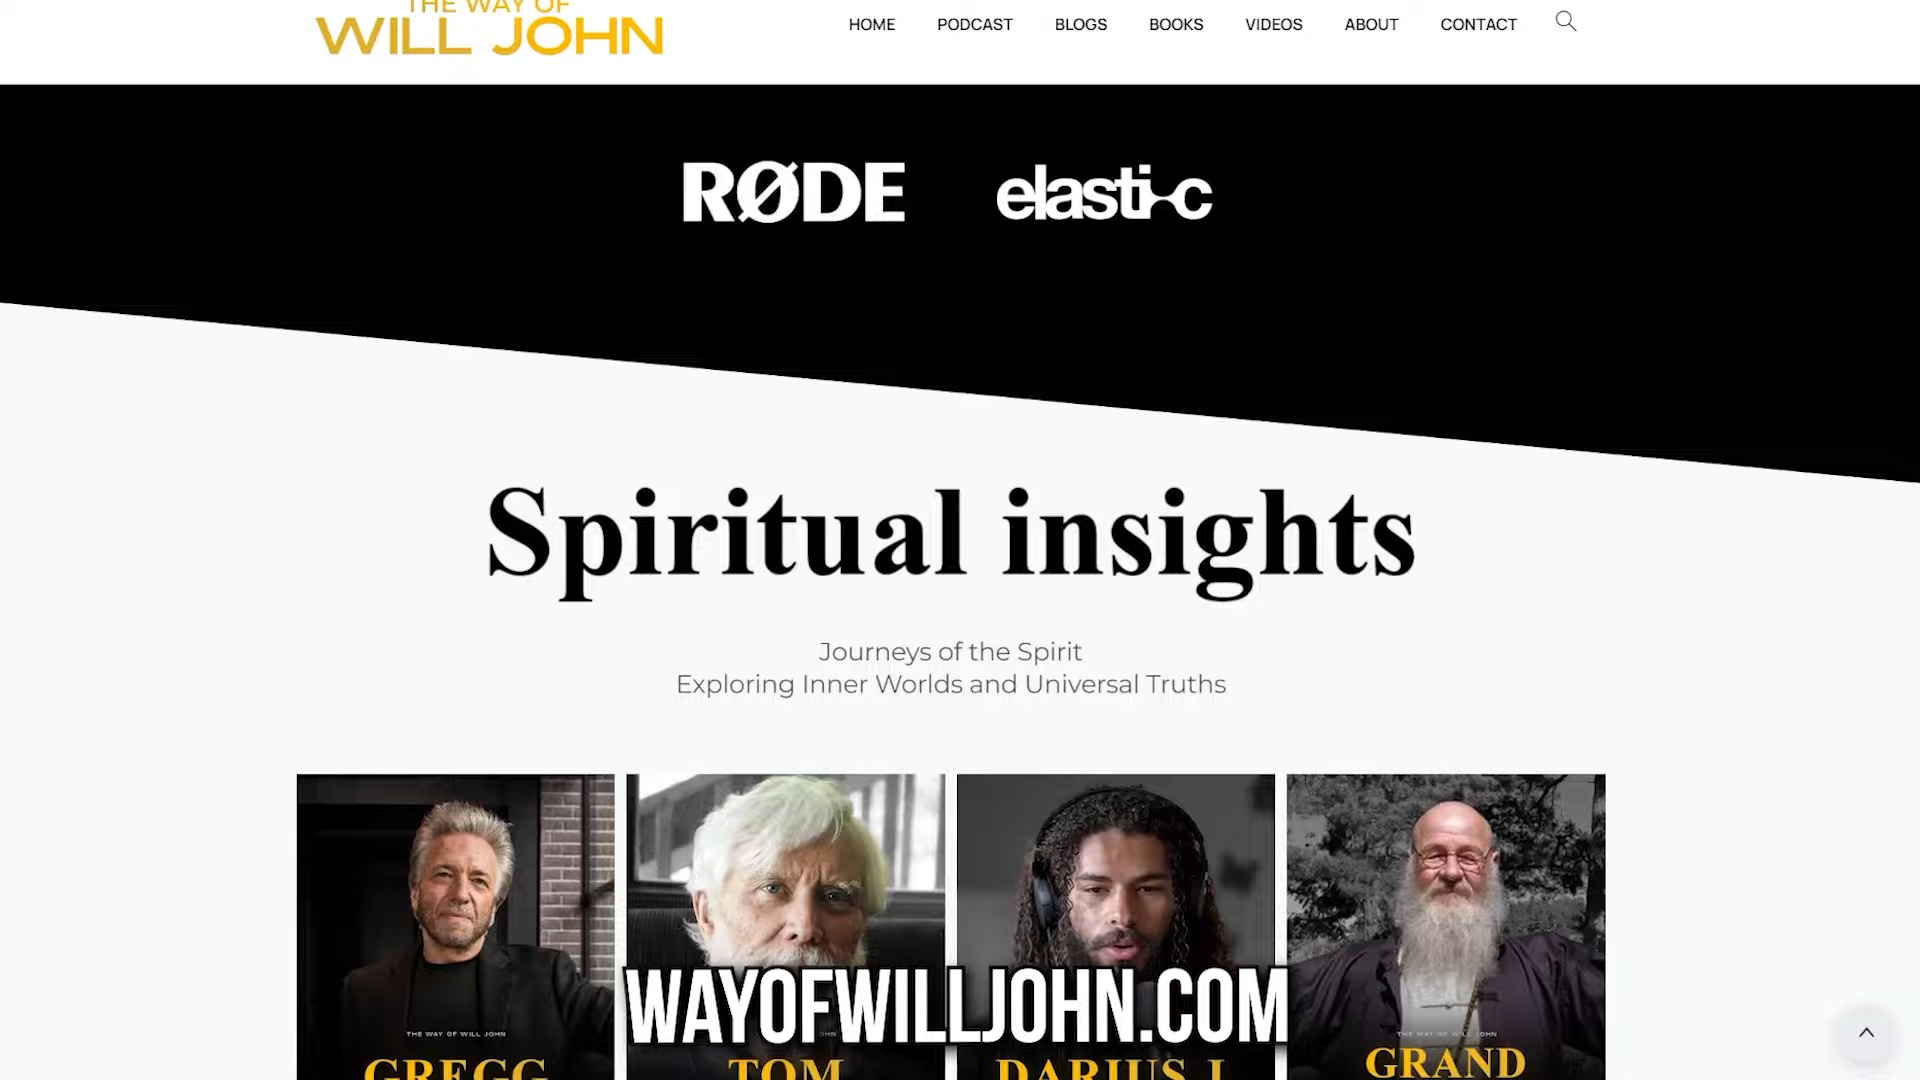 THE WAY OF
WILL JOHN
HOME PODCAST BLOGS BOOKS VIDEOS ABOUT CONTACT
RØDE elastic
Spiritual insights
Journeys of the Spirit
Exploring Inner Worlds and Universal Truths
THE WAY OF WILL JOHN
THE WAY OF WILL JOHN
WAYOFWILLJOHN.COM
GREGG TOM DARIUS J. GRAND